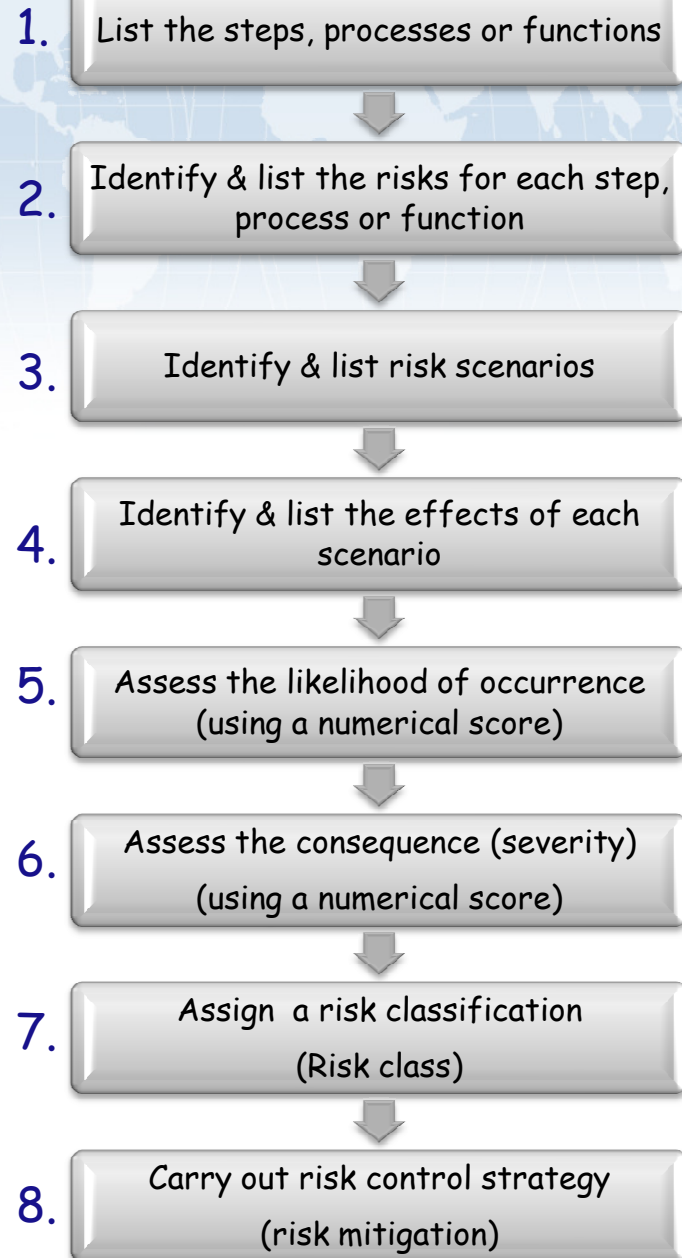 1. List the steps, processes or functions
2. Identify & list the risks for each step,
process or function
3. Identify & list risk scenarios
4. Identify & list the effects of each
scenario
5. Assess the likelihood of occurrence
(using a numerical score)
6. Assess the consequence (severity)
(using a numerical score)
7. Assign a risk classification
(Risk class)
8. Carry out risk control strategy
(risk mitigation)